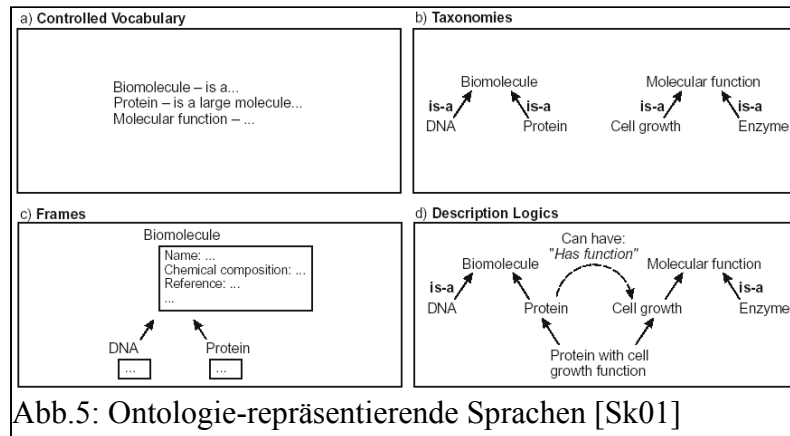 a) Controlled Vocabulary
Biomolecule – is a...
Protein – is a large molecule...
Molecular function – ...
b) Taxonomies
Biomolecule Molecular function
is-a is-a is-a is-a
DNA Protein Cell growth Enzyme
c) Frames
Biomolecule
Name: ...
Chemical composition: ...
Reference: ...
...
DNA Protein
... ...
d) Description Logics
Can have:
"Has function"
Biomolecule Molecular function
is-a is-a
DNA Protein Cell growth Enzyme
Protein with cell
growth function
Abb.5: Ontologie-repräsentierende Sprachen [Sk01]